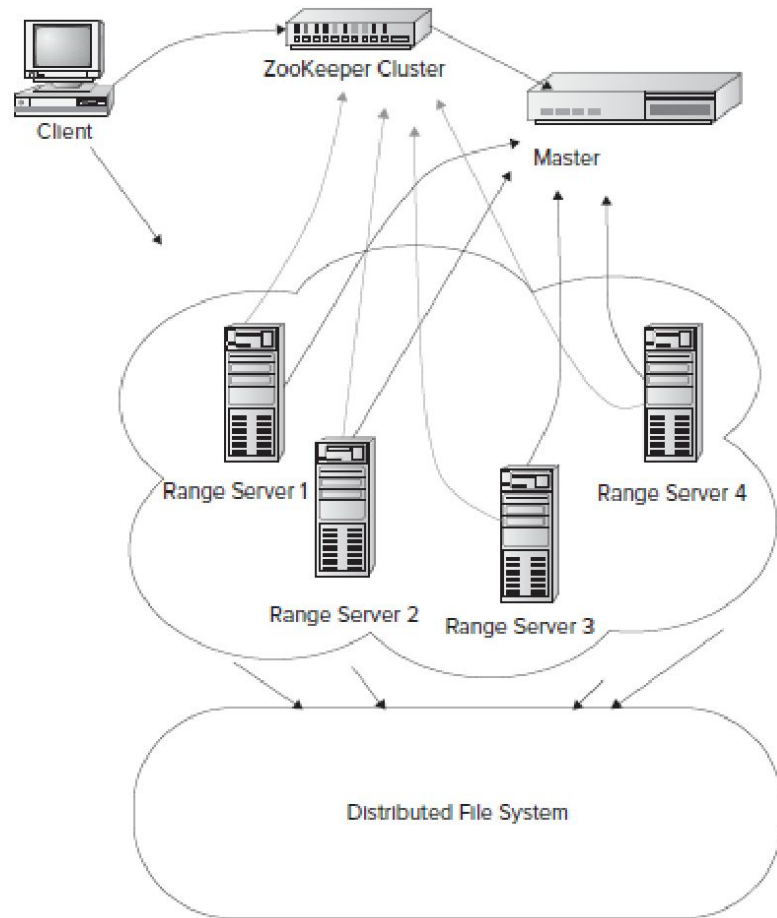 ZooKeeper Cluster
Client
Master
Range Server 1
Range Server 4
Range Server 2
Range Server 3
Distributed File System